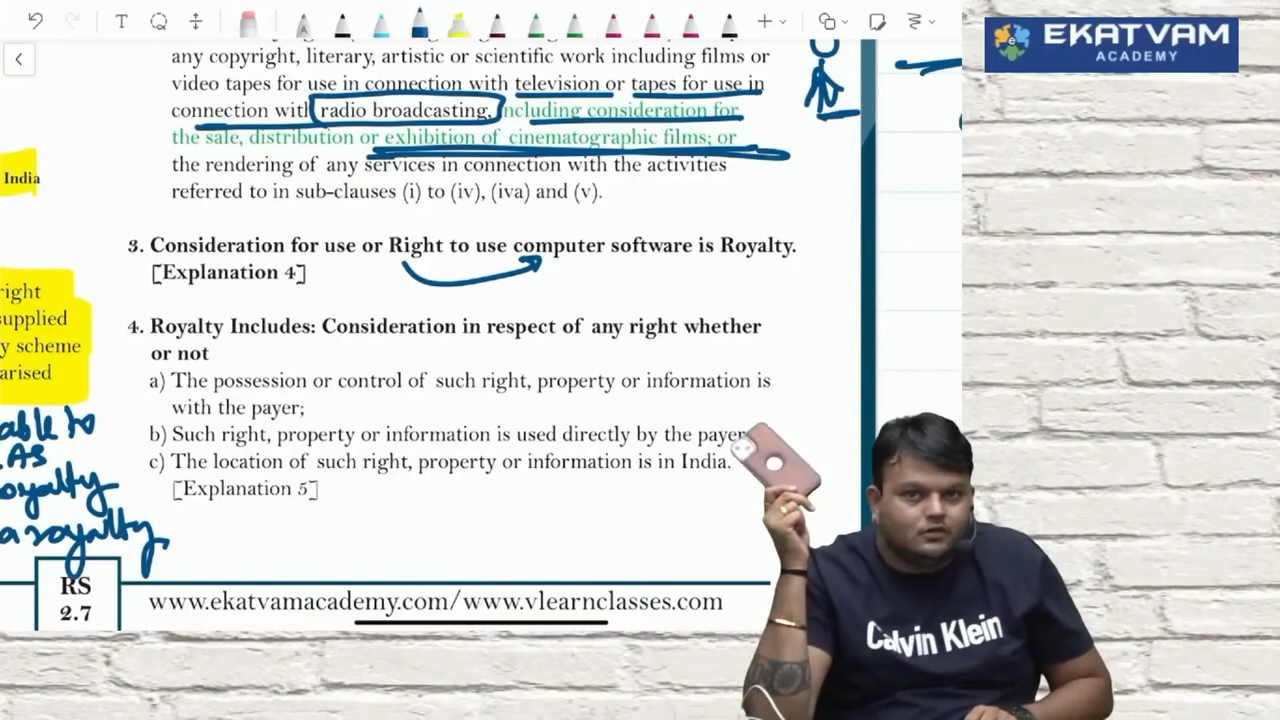 EKATVAM
ACADEMY
any copyright, literary, artistic or scientific work including films or
video tapes for use in connection with television or tapes for use in
connection with radio broadcasting, including consideration for
the sale, distribution or exhibition of cinematographic films; or
the rendering of any services in connection with the activities
referred to in sub-clauses (i) to (iv), (iva) and (v).
India
3. Consideration for use or Right to use computer software is Royalty.
[Explanation 4]
right
supplied
y scheme
arised
4. Royalty Includes: Consideration in respect of any right whether
or not
a) The possession or control of such right, property or information is
with the payer;
b) Such right, property or information is used directly by the payer
c) The location of such right, property or information is in India.
[Explanation 5]
able to
AS
oyalty
a royalty
RS
2.7
www.ekatvamacademy.com/www.vlearnclasses.com
Calvin Klein